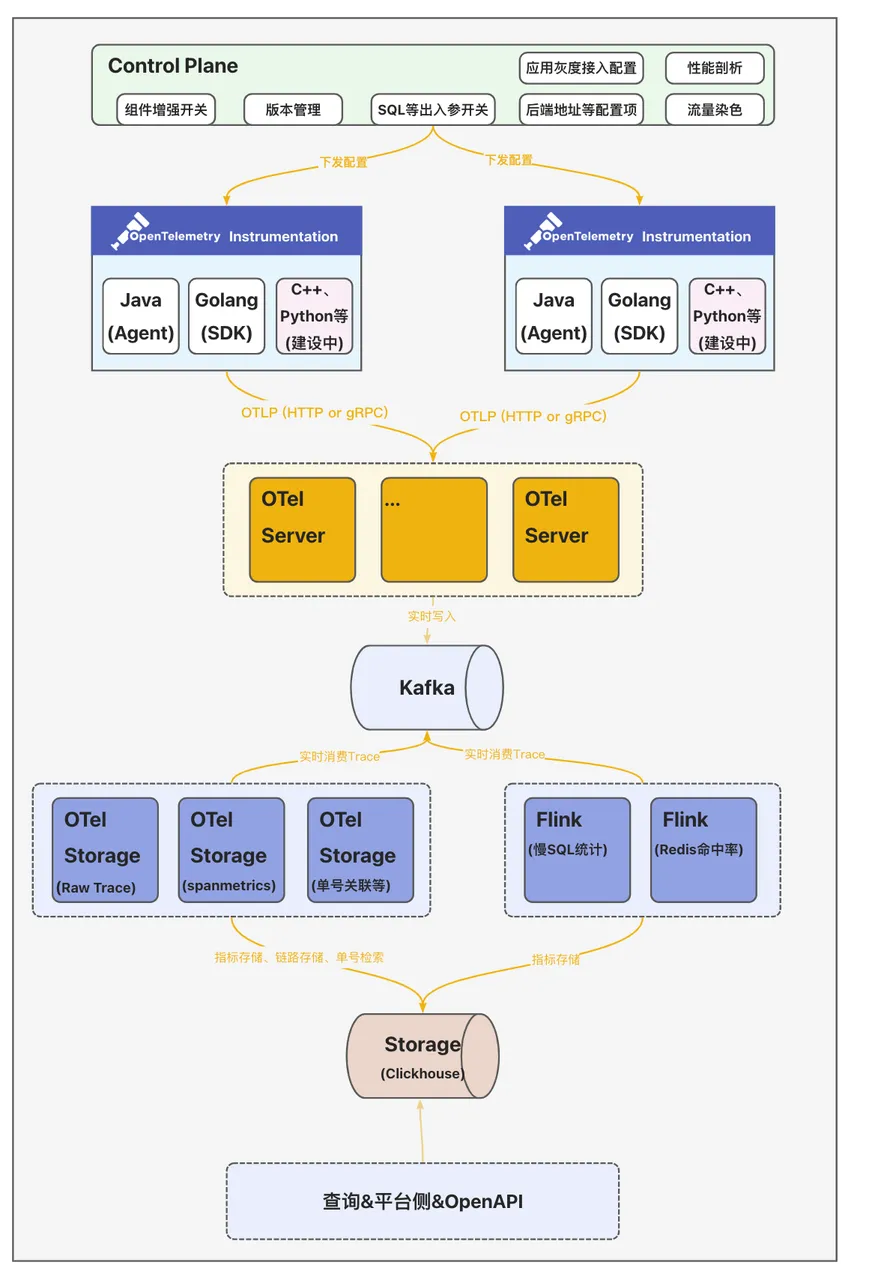 Control Plane
应用灰度接入配置
性能剖析
组件增强开关
版本管理
SQL等出入参开关
后端地址等配置项
流量染色
下发配置
下发配置
OpenTelemetry Instrumentation
OpenTelemetry Instrumentation
Java
(Agent)
Golang
(SDK)
C++、
Python等
(建设中)
Java
(Agent)
Golang
(SDK)
C++、
Python等
(建设中)
OTLP (HTTP or gRPC)
OTLP (HTTP or gRPC)
OTel
Server
...
OTel
Server
实时写入
Kafka
实时消费Trace
实时消费Trace
OTel
Storage
(Raw Trace)
OTel
Storage
(spanmetrics)
OTel
Storage
(单号关联等)
Flink
(慢SQL统计)
Flink
(Redis命中率)
指标存储、链路存储、单号检索
指标存储
Storage
(Clickhouse)
查询&平台侧&OpenAPI